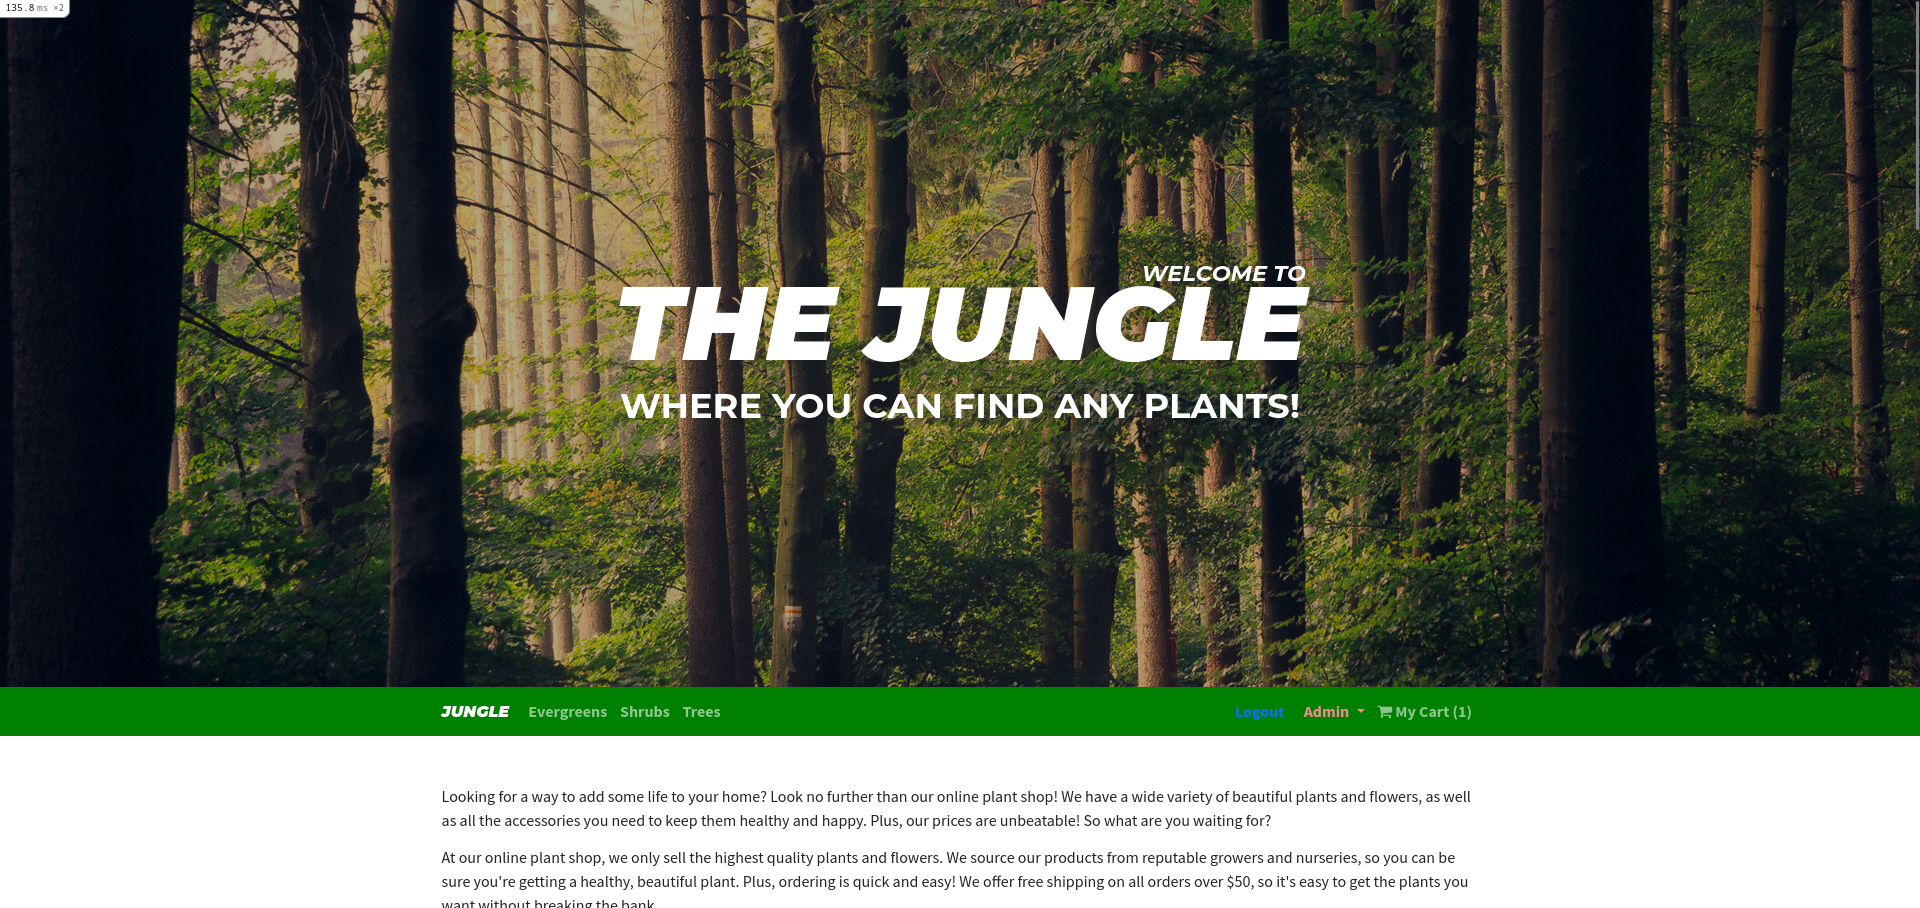 135.8 ms ×2
WELCOME TO
THE JUNGLE
WHERE YOU CAN FIND ANY PLANTS!
JUNGLE Evergreens Shrubs Trees Logout Admin My Cart (1)
Looking for a way to add some life to your home? Look no further than our online plant shop! We have a wide variety of beautiful plants and flowers, as well
as all the accessories you need to keep them healthy and happy. Plus, our prices are unbeatable! So what are you waiting for?
At our online plant shop, we only sell the highest quality plants and flowers. We source our products from reputable growers and nurseries, so you can be
sure you're getting a healthy, beautiful plant. Plus, ordering is quick and easy! We offer free shipping on all orders over $50, so it's easy to get the plants you
want without breaking the bank